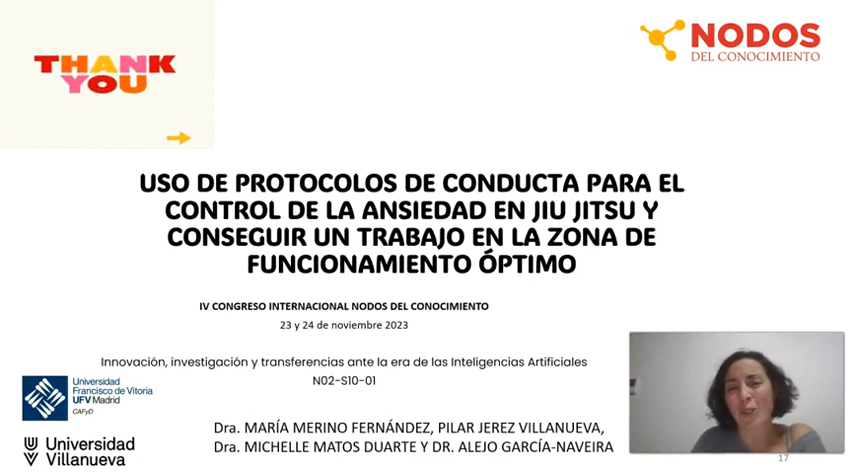 THANK
YOU
NODOS
DEL CONOCIMIENTO
USO DE PROTOCOLOS DE CONDUCTA PARA EL
CONTROL DE LA ANSIEDAD EN JIU JITSU Y
CONSEGUIR UN TRABAJO EN LA ZONA DE
FUNCIONAMIENTO ÓPTIMO
IV CONGRESO INTERNACIONAL NODOS DEL CONOCIMIENTO
23 y 24 de noviembre 2023
Innovación, investigación y transferencias ante la era de las Inteligencias Artificiales
N02-S10-01
Universidad
Francisco de Vitoria
UFV Madrid
CAFyD
Universidad
Villanueva
Dra. MARÍA MERINO FERNÁNDEZ, PILAR JEREZ VILLANUEVA,
Dra. MICHELLE MATOS DUARTE Y DR. ALEJO GARCÍA-NAVEIRA
17